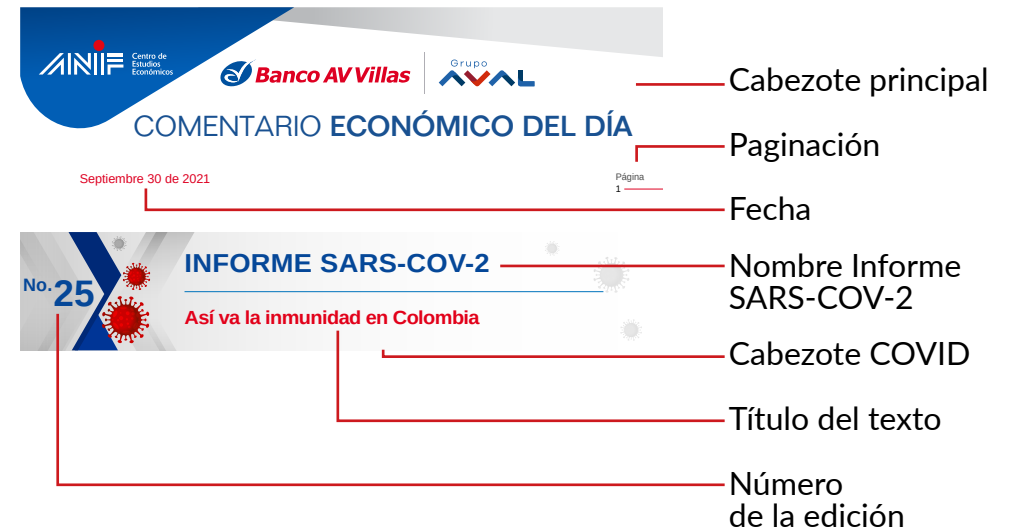 ANIF Centro de
Estudios
Económicos
Banco AV Villas
Grupo
AVAL
COMENTARIO ECONÓMICO DEL DÍA
Septiembre 30 de 2021
Página
1
No.25
INFORME SARS-COV-2
Así va la inmunidad en Colombia
Cabezote principal
Paginación
Fecha
Nombre Informe
SARS-COV-2
Cabezote COVID
Título del texto
Número
de la edición